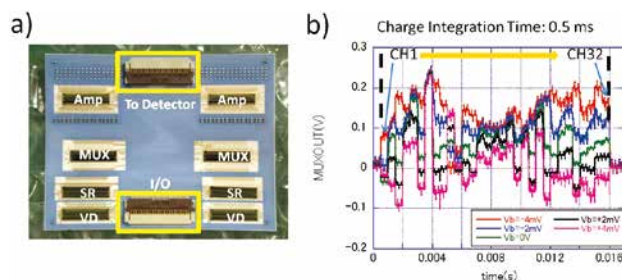 a)
Amp
To Detector
Amp
MUX
MUX
I/O
SR
SR
VD
VD
b)
Charge Integration Time: 0.5 ms
CH1
CH32
MUXOUT(V)
0.3
0.2
0.1
0
-0.1
-0.2
Vb=-4mV
Vb=+2mV
Vb=-2mV
Vb=+4mV
Vb=0V
0
0.004
0.008
0.012
0.016
time(s)